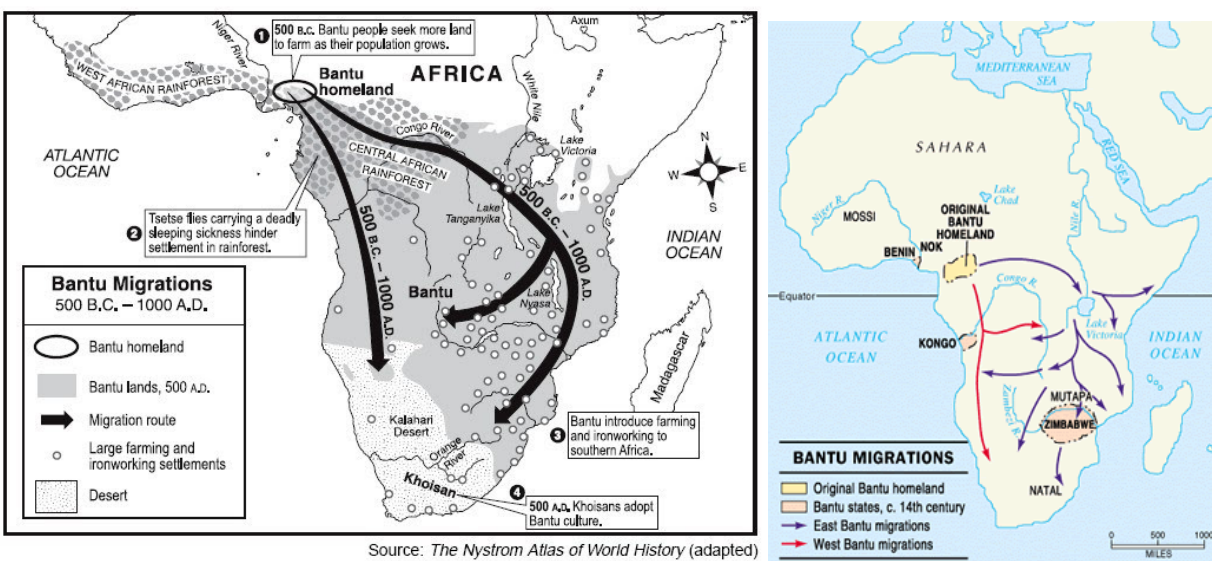 ❶ 500 B.C. Bantu people seek more land
to farm as their population grows.
Axum
Niger River
WEST AFRICAN RAINFOREST
Bantu
homeland
AFRICA
White Nile
Congo River
Lake
Victoria
ATLANTIC
OCEAN
CENTRAL AFRICAN
RAINFOREST
N
W
E
S
❷ Tsetse flies carrying a deadly
sleeping sickness hinder
settlement in rainforest.
Lake
Tanganyika
500 B.C. – 1000 A.D.
500 B.C. – 1000 A.D.
INDIAN
OCEAN
Bantu
Lake
Nyasa
Madagascar
Kalahari
Desert
❸ Bantu introduce farming
and ironworking to
southern Africa.
Orange
River
Khoisan
❹ 500 A.D. Khoisans adopt
Bantu culture.
Bantu Migrations
500 B.C. – 1000 A.D.
Bantu homeland
Bantu lands, 500 A.D.
Migration route
Large farming and
ironworking settlements
Desert
Source: The Nystrom Atlas of World History (adapted)
MEDITERRANEAN
SEA
SAHARA
RED SEA
Lake
Chad
Nile R.
Niger R.
MOSSI
ORIGINAL
BANTU
HOMELAND
NOK
BENIN
Congo R.
Equator
ATLANTIC
OCEAN
KONGO
Lake
Victoria
INDIAN
OCEAN
Zambezi R.
MUTAPA
ZIMBABWE
NATAL
BANTU MIGRATIONS
Original Bantu homeland
Bantu states, c. 14th century
East Bantu migrations
West Bantu migrations
0 500 1000
MILES